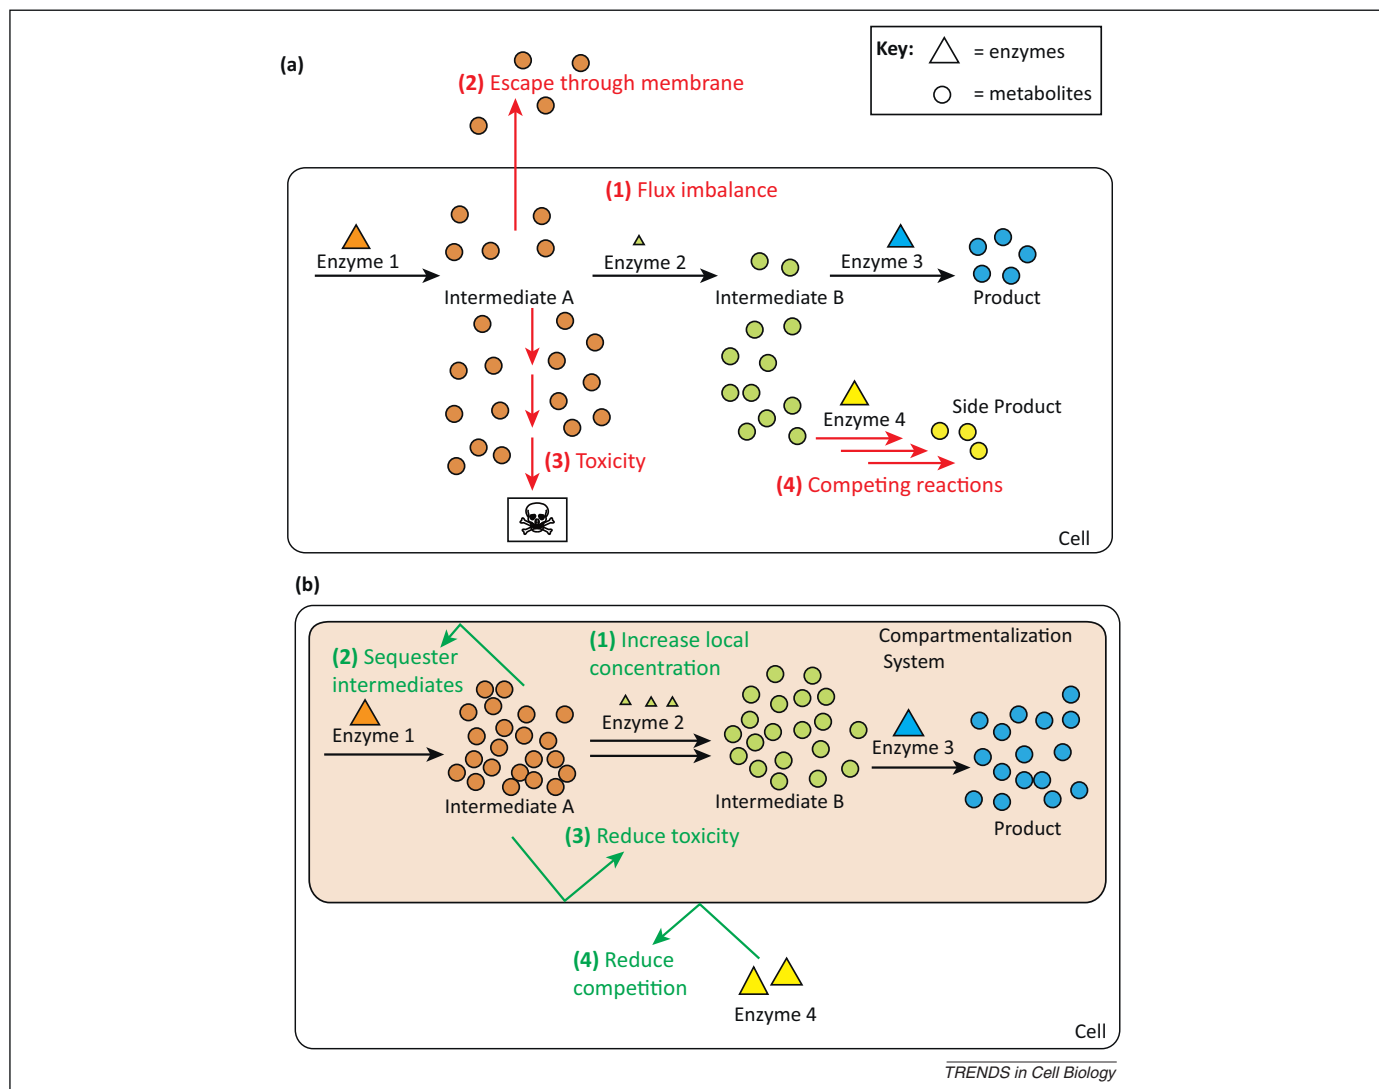 (a)
Key:
= enzymes
= metabolites
(2) Escape through membrane
(1) Flux imbalance
Enzyme 1
Enzyme 2
Enzyme 3
Intermediate A
Intermediate B
Product
Enzyme 4
Side Product
(3) Toxicity
(4) Competing reactions
Cell
(b)
(2) Sequester
intermediates
(1) Increase local
concentration
Compartmentalization
System
Enzyme 1
Enzyme 2
Enzyme 3
Intermediate A
Intermediate B
Product
(3) Reduce toxicity
(4) Reduce
competition
Enzyme 4
Cell
TRENDS in Cell Biology